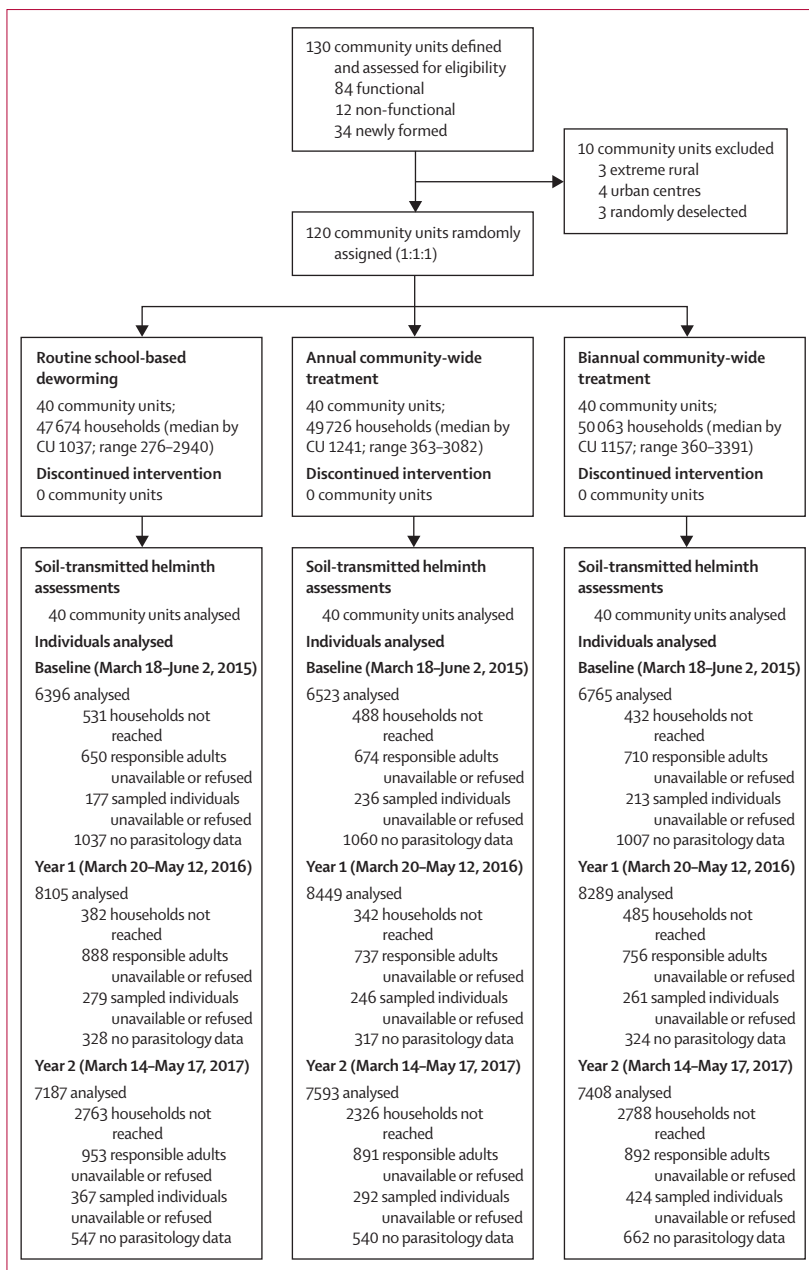 130 community units defined
and assessed for eligibility
84 functional
12 non-functional
34 newly formed
10 community units excluded
3 extreme rural
4 urban centres
3 randomly deselected
120 community units ramdomly
assigned (1:1:1)
Routine school-based
deworming
40 community units;
47 674 households (median by
CU 1037; range 276–2940)
Discontinued intervention
0 community units
Annual community-wide
treatment
40 community units;
49 726 households (median by
CU 1241; range 363–3082)
Discontinued intervention
0 community units
Biannual community-wide
treatment
40 community units;
50 063 households (median by
CU 1157; range 360–3391)
Discontinued intervention
0 community units
Soil-transmitted helminth
assessments
40 community units analysed
Individuals analysed
Baseline (March 18–June 2, 2015)
6396 analysed
531 households not
reached
650 responsible adults
unavailable or refused
177 sampled individuals
unavailable or refused
1037 no parasitology data
Year 1 (March 20–May 12, 2016)
8105 analysed
382 households not
reached
888 responsible adults
unavailable or refused
279 sampled individuals
unavailable or refused
328 no parasitology data
Year 2 (March 14–May 17, 2017)
7187 analysed
2763 households not
reached
953 responsible adults
unavailable or refused
367 sampled individuals
unavailable or refused
547 no parasitology data
Soil-transmitted helminth
assessments
40 community units analysed
Individuals analysed
Baseline (March 18–June 2, 2015)
6523 analysed
488 households not
reached
674 responsible adults
unavailable or refused
236 sampled individuals
unavailable or refused
1060 no parasitology data
Year 1 (March 20–May 12, 2016)
8449 analysed
342 households not
reached
737 responsible adults
unavailable or refused
246 sampled individuals
unavailable or refused
317 no parasitology data
Year 2 (March 14–May 17, 2017)
7593 analysed
2326 households not
reached
891 responsible adults
unavailable or refused
292 sampled individuals
unavailable or refused
540 no parasitology data
Soil-transmitted helminth
assessments
40 community units analysed
Individuals analysed
Baseline (March 18–June 2, 2015)
6765 analysed
432 households not
reached
710 responsible adults
unavailable or refused
213 sampled individuals
unavailable or refused
1007 no parasitology data
Year 1 (March 20–May 12, 2016)
8289 analysed
485 households not
reached
756 responsible adults
unavailable or refused
261 sampled individuals
unavailable or refused
324 no parasitology data
Year 2 (March 14–May 17, 2017)
7408 analysed
2788 households not
reached
892 responsible adults
unavailable or refused
424 sampled individuals
unavailable or refused
662 no parasitology data